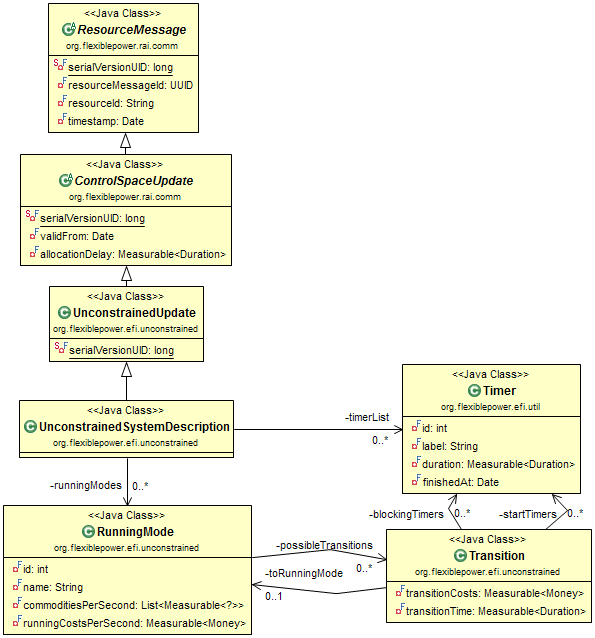 <<Java Class>>
ResourceMessage
org.flexiblepower.rai.comm
serialVersionUID: long
resourceMessageId: UUID
resourceId: String
timestamp: Date
<<Java Class>>
ControlSpaceUpdate
org.flexiblepower.rai.comm
serialVersionUID: long
validFrom: Date
allocationDelay: Measurable<Duration>
<<Java Class>>
UnconstrainedUpdate
org.flexiblepower.efi.unconstrained
serialVersionUID: long
<<Java Class>>
UnconstrainedSystemDescription
org.flexiblepower.efi.unconstrained
-timerList
0..*
<<Java Class>>
Timer
org.flexiblepower.efi.util
id: int
label: String
duration: Measurable<Duration>
finishedAt: Date
-runningModes
0..*
-blockingTimers
0..*
-startTimers
0..*
<<Java Class>>
RunningMode
org.flexiblepower.efi.unconstrained
id: int
name: String
commoditiesPerSecond: List<Measurable<?>>
runningCostsPerSecond: Measurable<Money>
-possibleTransitions
0..*
-toRunningMode
0..1
<<Java Class>>
Transition
org.flexiblepower.efi.unconstrained
transitionCosts: Measurable<Money>
transitionTime: Measurable<Duration>